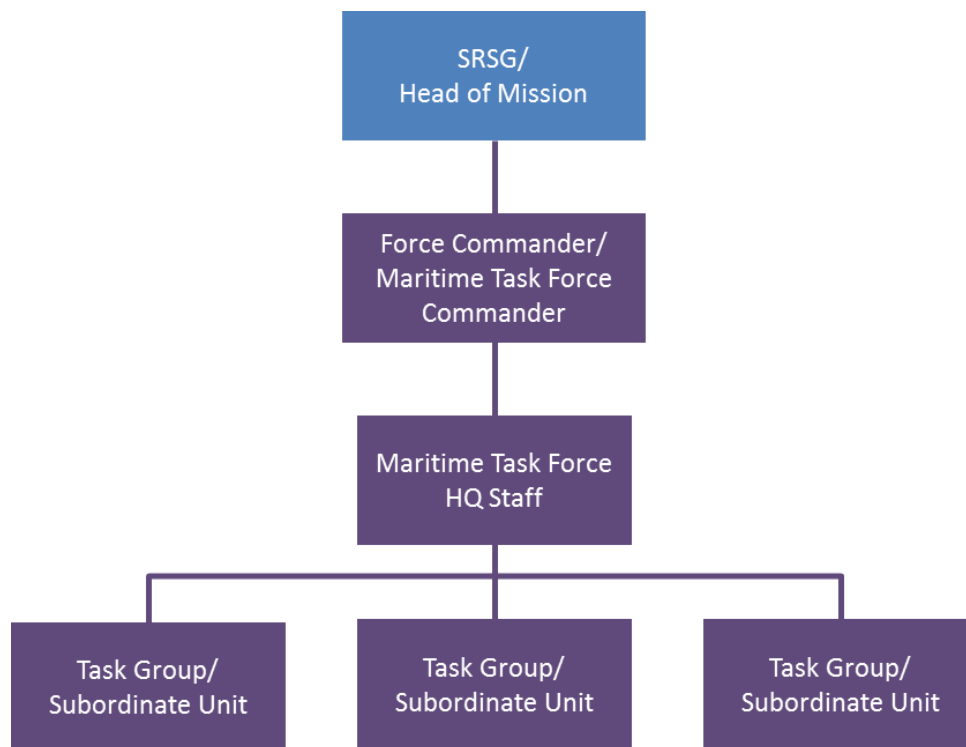 SRSG/
Head of Mission
Force Commander/
Maritime Task Force
Commander
Maritime Task Force
HQ Staff
Task Group/
Subordinate Unit
Task Group/
Subordinate Unit
Task Group/
Subordinate Unit